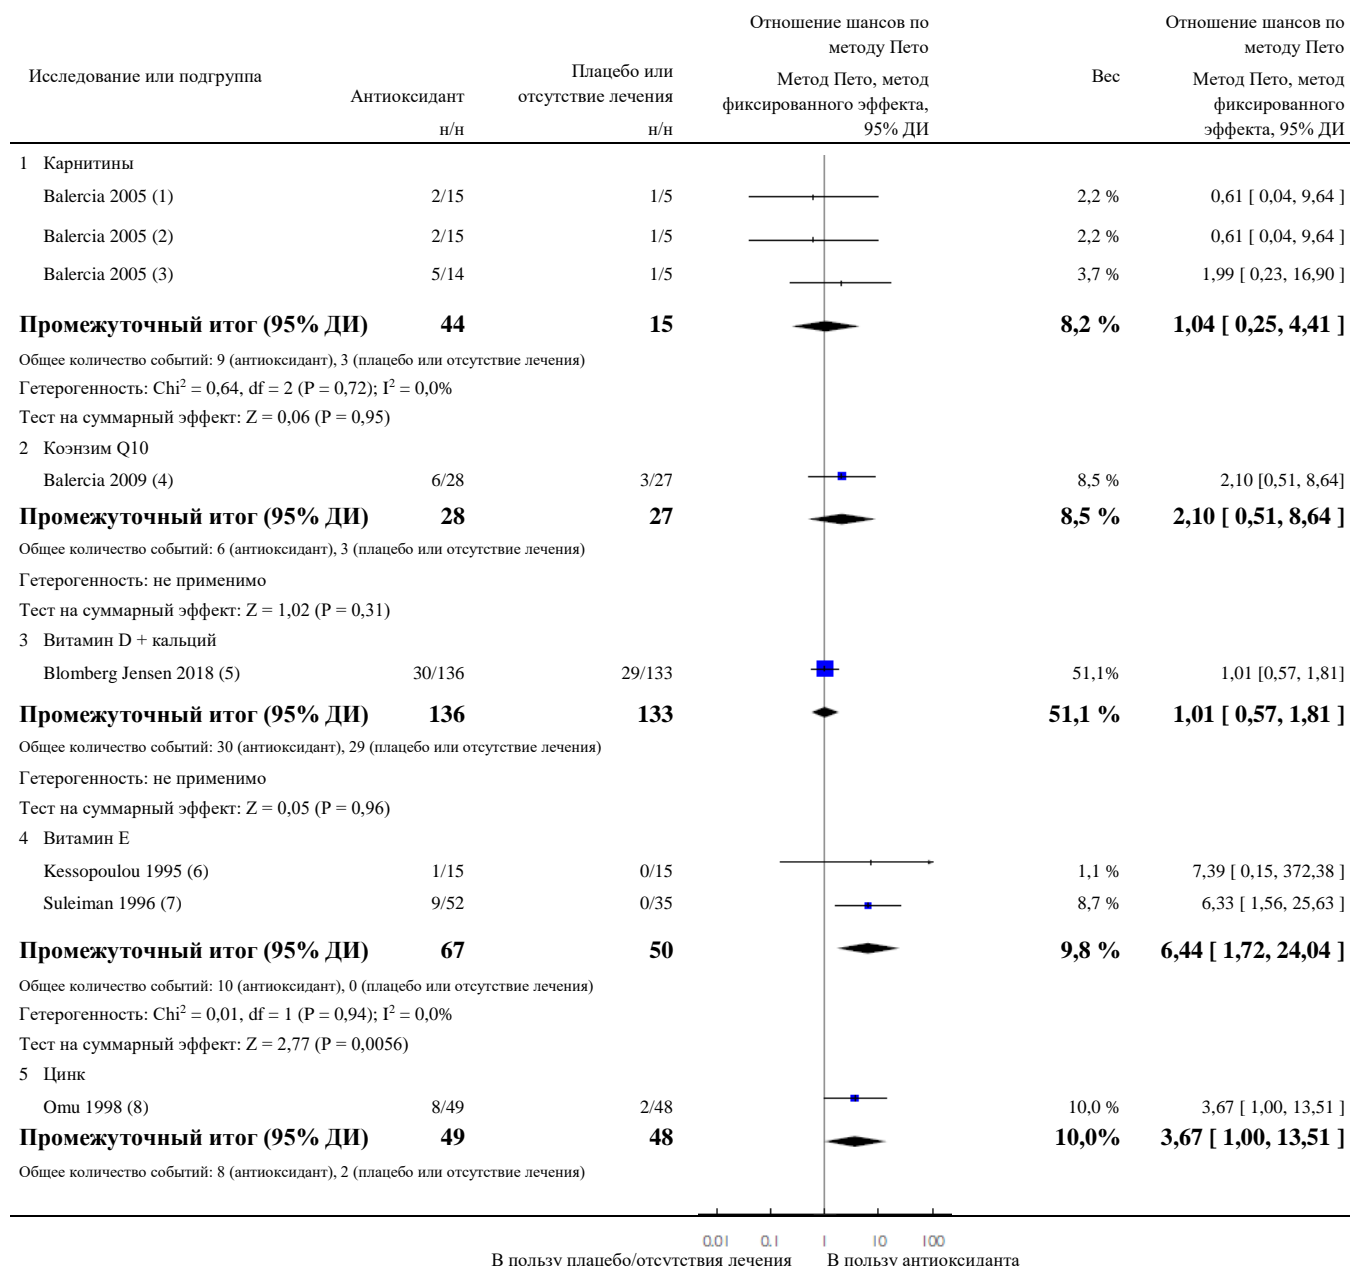 Отношение шансов по методу Пето
Отношение шансов по методу Пето
Исследование или подгруппа
Антиоксидант
Плацебо или отсутствие лечения
Метод Пето, метод фиксированного эффекта, 95% ДИ
Вес
Метод Пето, метод фиксированного эффекта, 95% ДИ
н/н н/н
1 Карнитины
Balercia 2005 (1) 2/15 1/5 2,2 % 0,61 [ 0,04, 9,64 ]
Balercia 2005 (2) 2/15 1/5 2,2 % 0,61 [ 0,04, 9,64 ]
Balercia 2005 (3) 5/14 1/5 3,7 % 1,99 [ 0,23, 16,90 ]
Промежуточный итог (95% ДИ) 44 15 8,2 % 1,04 [ 0,25, 4,41 ]
Общее количество событий: 9 (антиоксидант), 3 (плацебо или отсутствие лечения)
Гетерогенность: Chi² = 0,64, df = 2 (P = 0,72); I² = 0,0%
Тест на суммарный эффект: Z = 0,06 (P = 0,95)
2 Коэнзим Q10
Balercia 2009 (4) 6/28 3/27 8,5 % 2,10 [0,51, 8,64]
Промежуточный итог (95% ДИ) 28 27 8,5 % 2,10 [ 0,51, 8,64 ]
Общее количество событий: 6 (антиоксидант), 3 (плацебо или отсутствие лечения)
Гетерогенность: не применимо
Тест на суммарный эффект: Z = 1,02 (P = 0,31)
3 Витамин D + кальций
Blomberg Jensen 2018 (5) 30/136 29/133 51,1% 1,01 [0,57, 1,81]
Промежуточный итог (95% ДИ) 136 133 51,1 % 1,01 [ 0,57, 1,81 ]
Общее количество событий: 30 (антиоксидант), 29 (плацебо или отсутствие лечения)
Гетерогенность: не применимо
Тест на суммарный эффект: Z = 0,05 (P = 0,96)
4 Витамин Е
Kessopoulou 1995 (6) 1/15 0/15 1,1 % 7,39 [ 0,15, 372,38 ]
Suleiman 1996 (7) 9/52 0/35 8,7 % 6,33 [ 1,56, 25,63 ]
Промежуточный итог (95% ДИ) 67 50 9,8 % 6,44 [ 1,72, 24,04 ]
Общее количество событий: 10 (антиоксидант), 0 (плацебо или отсутствие лечения)
Гетерогенность: Chi² = 0,01, df = 1 (P = 0,94); I² = 0,0%
Тест на суммарный эффект: Z = 2,77 (P = 0,0056)
5 Цинк
Omu 1998 (8) 8/49 2/48 10,0 % 3,67 [ 1,00, 13,51 ]
Промежуточный итог (95% ДИ) 49 48 10,0% 3,67 [ 1,00, 13,51 ]
Общее количество событий: 8 (антиоксидант), 2 (плацебо или отсутствие лечения)
0.01 0.1 1 10 100
В пользу плацебо/отсутствия лечения В пользу антиоксиданта